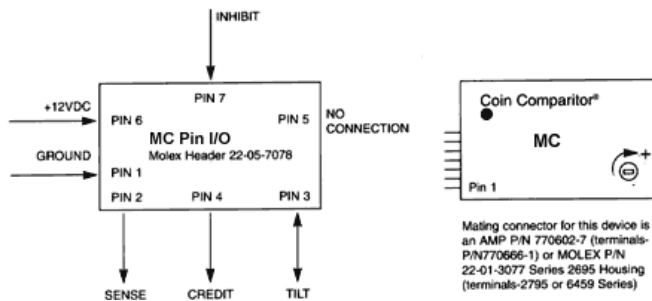 INHIBIT
PIN 7
+12VDC
PIN 6
PIN 5
NO
CONNECTION
MC Pin I/O
Molex Header 22-05-7078
GROUND
PIN 1
PIN 2
PIN 4
PIN 3
SENSE
CREDIT
TILT
Coin Comparitor®
MC
+
Pin 1
Mating connector for this device is
an AMP P/N 770602-7 (terminals-
P/N770666-1) or MOLEX P/N
22-01-3077 Series 2695 Housing
(terminals-2795 or 6459 Series)